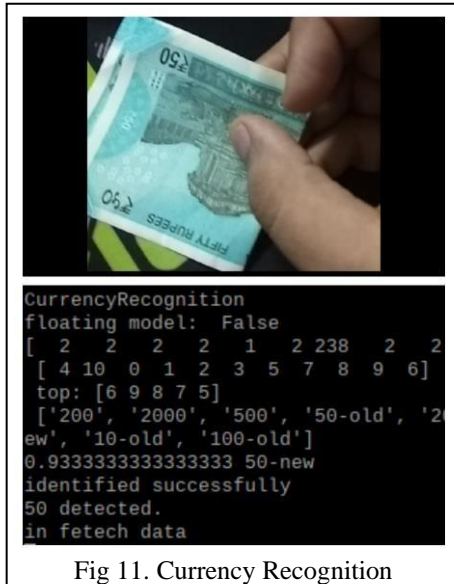 ₹50
₹50
₹50
FIFTY RUPEES
CurrencyRecognition
floating model:  False
[  2   2   2   2   1   2 238   2   2
[ 4 10  0  1  2  3  5  7  8  9  6]
top: [6 9 8 7 5]
['200', '2000', '500', '50-old', '20
ew', '10-old', '100-old']
0.9333333333333333 50-new
identified successfully
50 detected.
in fetech data
Fig 11. Currency Recognition